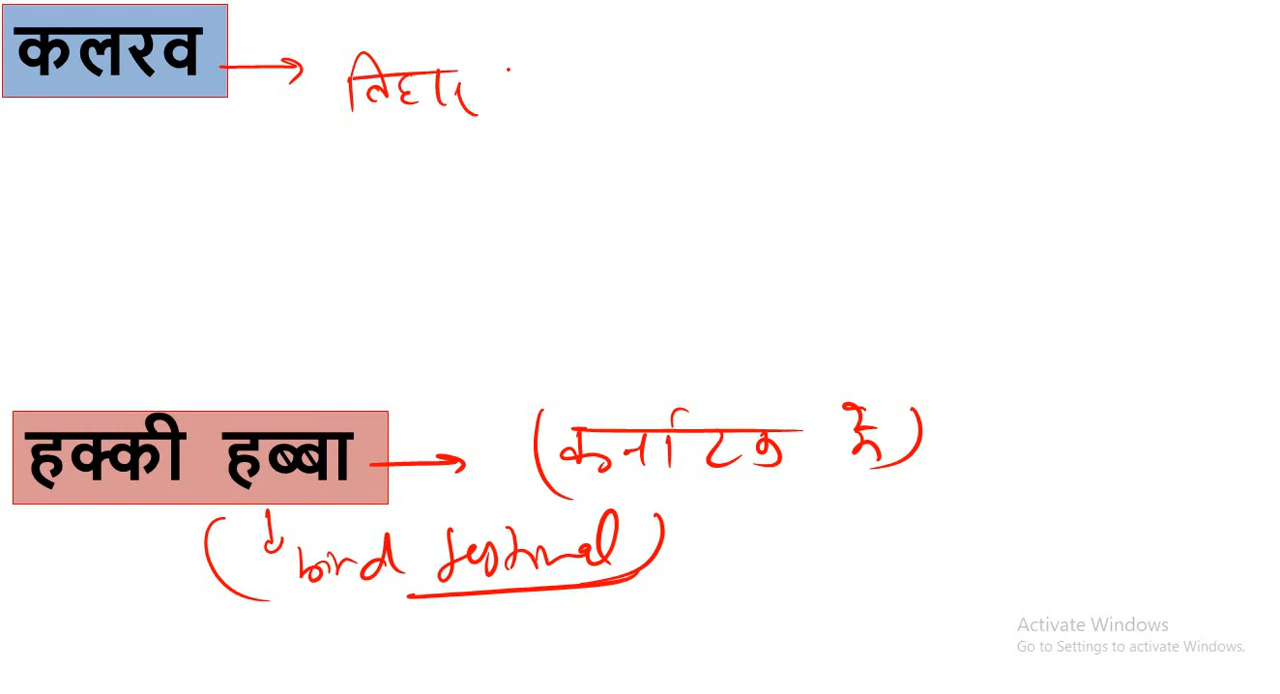 कलरव
बिहार
हक्की हब्बा
(कर्नाटक में)
(bird festival)
Activate Windows
Go to Settings to activate Windows.